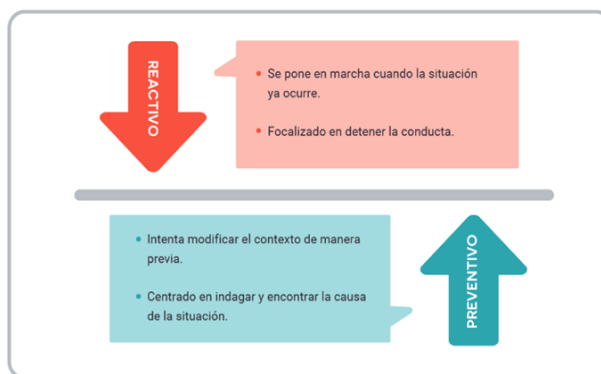 REACTIVO
• Se pone en marcha cuando la situación
ya ocurre.
• Focalizado en detener la conducta.
• Intenta modificar el contexto de manera
previa.
• Centrado en indagar y encontrar la causa
de la situación.
PREVENTIVO